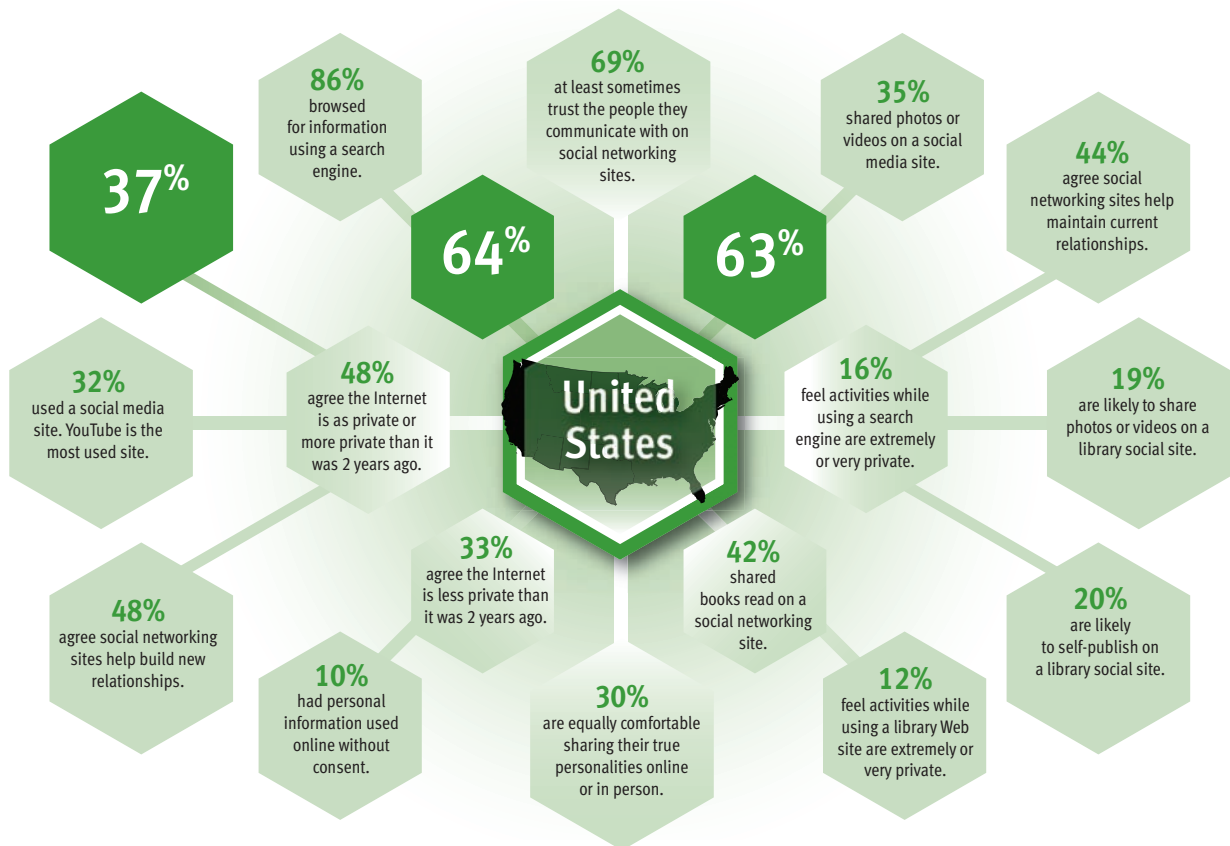 86%
browsed
for information
using a search
engine.
69%
at least sometimes
trust the people they
communicate with on
social networking
sites.
35%
shared photos or
videos on a social
media site.
37%
44%
agree social
networking sites help
maintain current
relationships.
64%
63%
32%
used a social media
site. YouTube is the
most used site.
48%
agree the Internet
is as private or
more private than it
was 2 years ago.
United
States
16%
feel activities while
using a search
engine are extremely
or very private.
19%
are likely to share
photos or videos on a
library social site.
33%
agree the Internet
is less private than
it was 2 years ago.
42%
shared
books read on a
social networking
site.
48%
agree social networking
sites help build new
relationships.
20%
are likely
to self-publish on
a library social site.
10%
had personal
information used
online without
consent.
30%
are equally comfortable
sharing their true
personalities online
or in person.
12%
feel activities while
using a library Web
site are extremely or
very private.